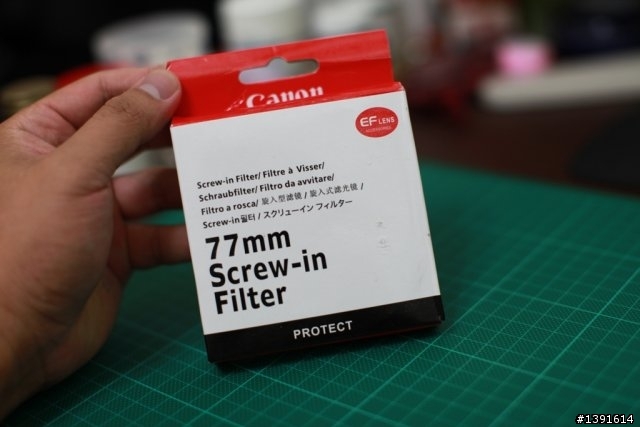 Canon
EF LENS
ACCESSORIES
Screw-in Filter/ Filtre à Visser/
Schraubfilter/ Filtro da avvitare/
Filtro a rosca/ 旋入型滤镜 / 旋入式濾光鏡 /
Screw-in필터 / スクリューイン フィルター
77mm
Screw-in
Filter
PROTECT
#1391614